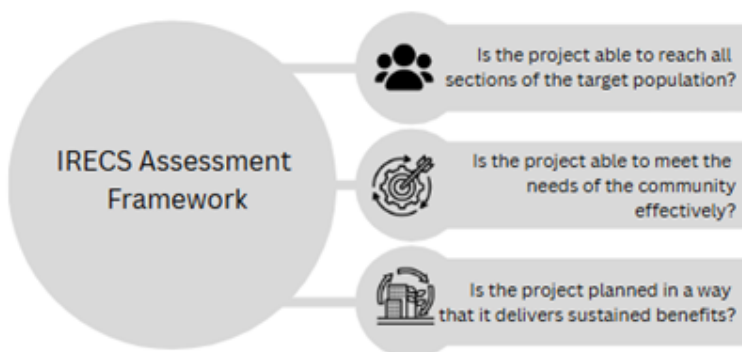 IRECS Assessment
Framework
Is the project able to reach all
sections of the target population?
Is the project able to meet the
needs of the community
effectively?
Is the project planned in a way
that it delivers sustained benefits?